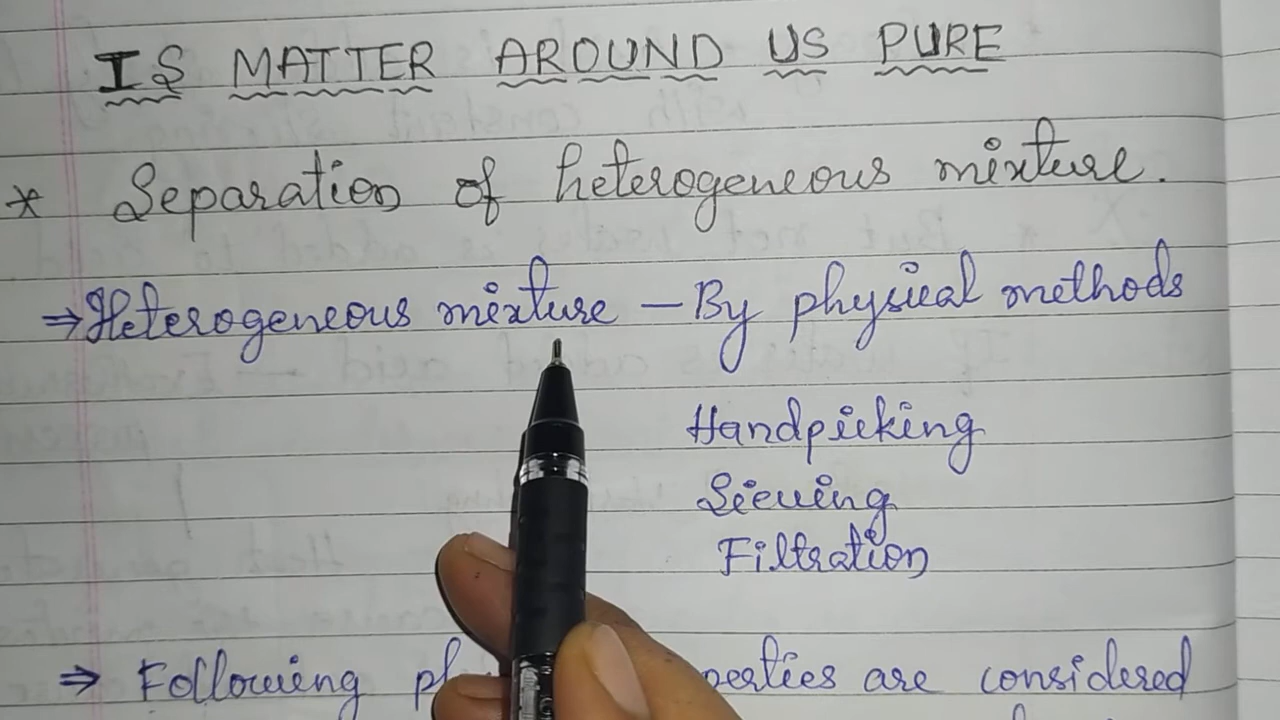 IS MATTER AROUND US PURE
* Separation of heterogeneous mixture.
⇒ Heterogeneous mixture – By physical methods
Handpicking
Sieving
Filtration
⇒ Following are considered